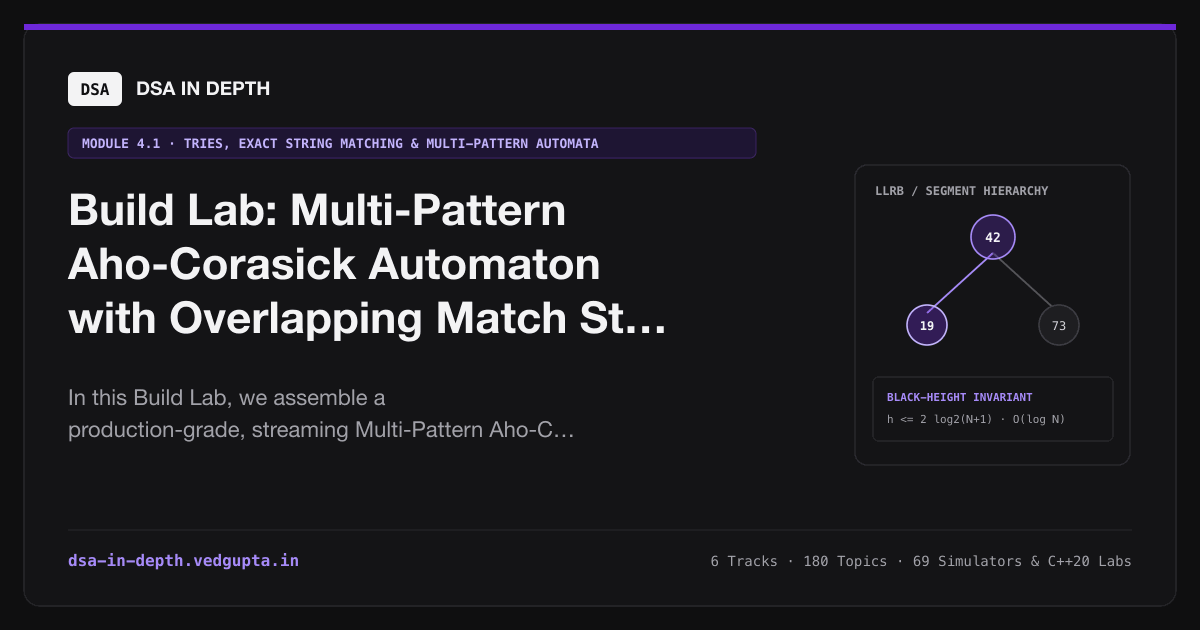 DSA
DSA IN DEPTH
MODULE 4.1 · TRIES, EXACT STRING MATCHING & MULTI-PATTERN AUTOMATA
Build Lab: Multi-Pattern
Aho-Corasick Automaton
with Overlapping Match St...
In this Build Lab, we assemble a
production-grade, streaming Multi-Pattern Aho-C...
LLRB / SEGMENT HIERARCHY
42
19
73
BLACK-HEIGHT INVARIANT
h <= 2 log2(N+1) · O(log N)
dsa-in-depth.vedgupta.in
6 Tracks · 180 Topics · 69 Simulators & C++20 Labs